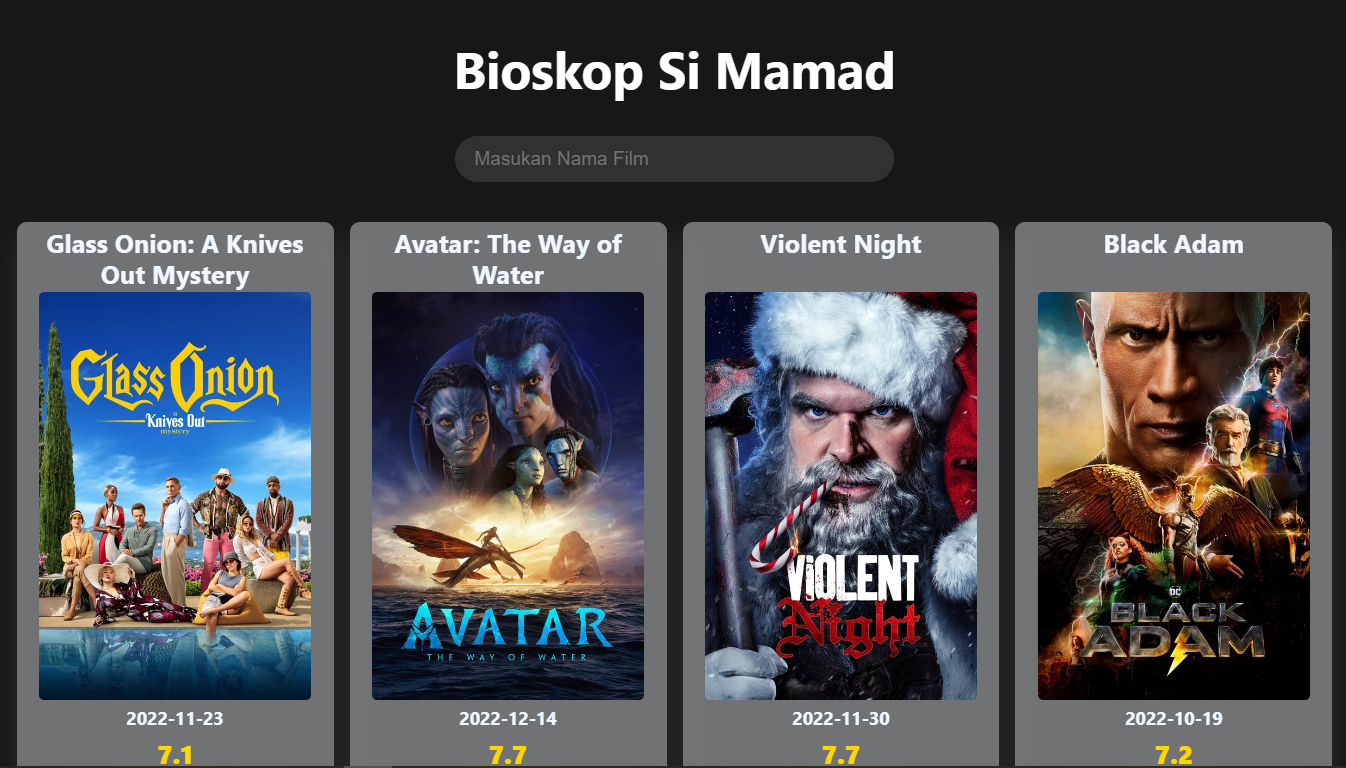 Bioskop Si Mamad
Masukan Nama Film
Glass Onion: A Knives
Out Mystery
Glass Onion
a
Knives Out
mystery
2022-11-23
7.1
Avatar: The Way of
Water
AVATAR
THE WAY OF WATER
2022-12-14
7.7
Violent Night
VIOLENT
Night
2022-11-30
7.7
Black Adam
DC
BLACK
ADAM
2022-10-19
7.2